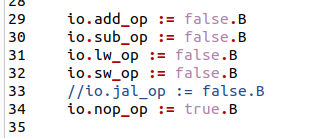 28
29 io.add_op := false.B
30 io.sub_op := false.B
31 io.lw_op := false.B
32 io.sw_op := false.B
33 //io.jal_op := false.B
34 io.nop_op := true.B
35